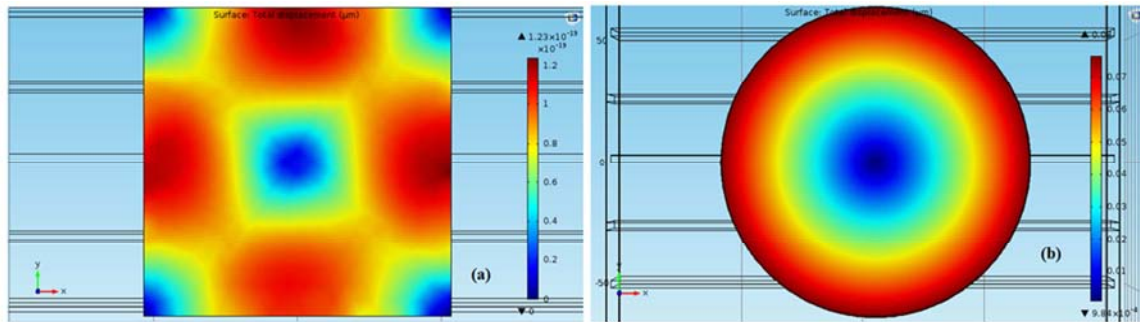 Surface: Total displacement (μm)
▲ 1.23×10⁻¹⁹
×10⁻¹⁹
1.2
1
0.8
0.6
0.4
0.2
0
▼ 0
y
x
(a)
Surface: Total displacement (μm)
50
0
-50
0.07
0.06
0.05
0.04
0.03
0.02
0.01
y
x
(b)